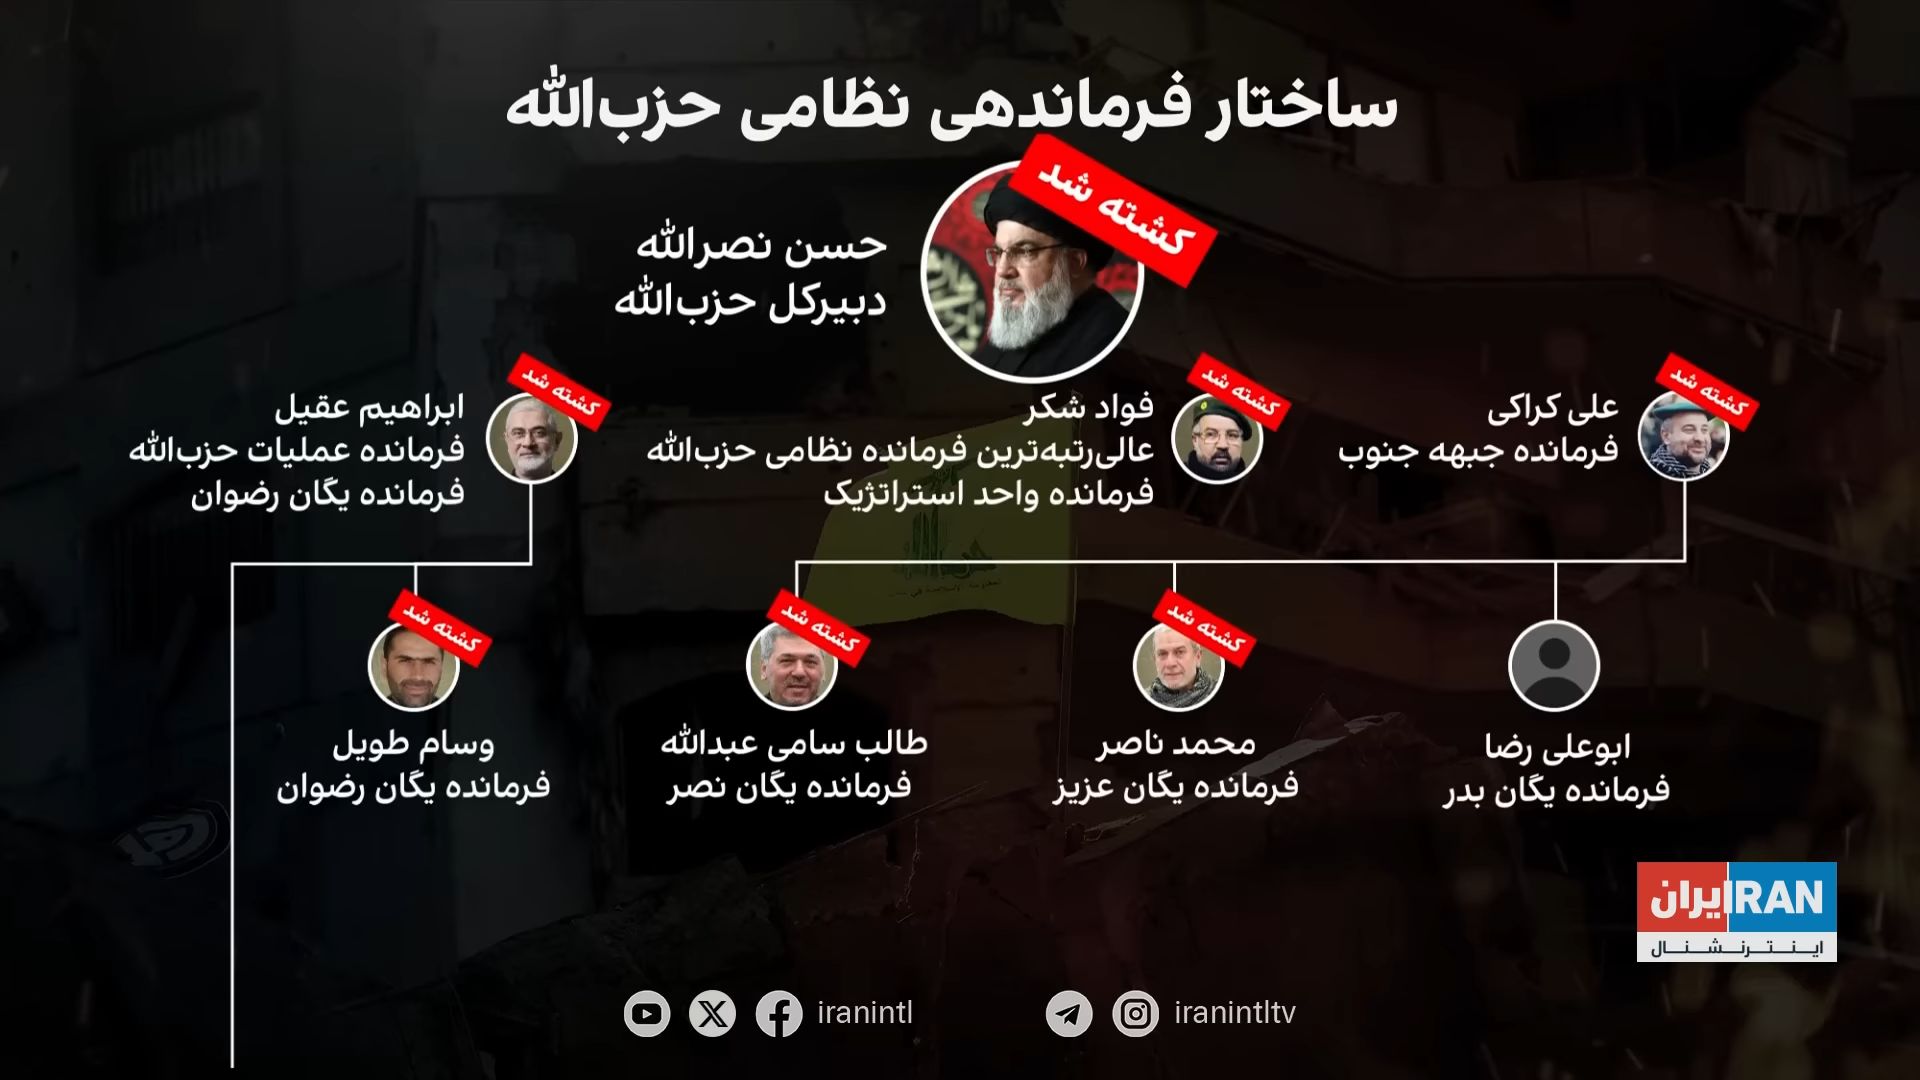 ساختار فرماندهی نظامی حزب‌الله
کشته شد
حسن نصرالله
دبیرکل حزب‌الله
کشته شد
علی کراکی
فرمانده جبهه جنوب
کشته شد
فواد شکر
عالی‌رتبه‌ترین فرمانده نظامی حزب‌الله
فرمانده واحد استراتژیک
کشته شد
ابراهیم عقیل
فرمانده عملیات حزب‌الله
فرمانده یگان رضوان
ابوعلی رضا
فرمانده یگان بدر
کشته شد
محمد ناصر
فرمانده یگان عزیز
کشته شد
طالب سامی عبدالله
فرمانده یگان نصر
کشته شد
وسام طویل
فرمانده یگان رضوان
ایران IRAN
اینترنشنال
iranintl
iranintltv